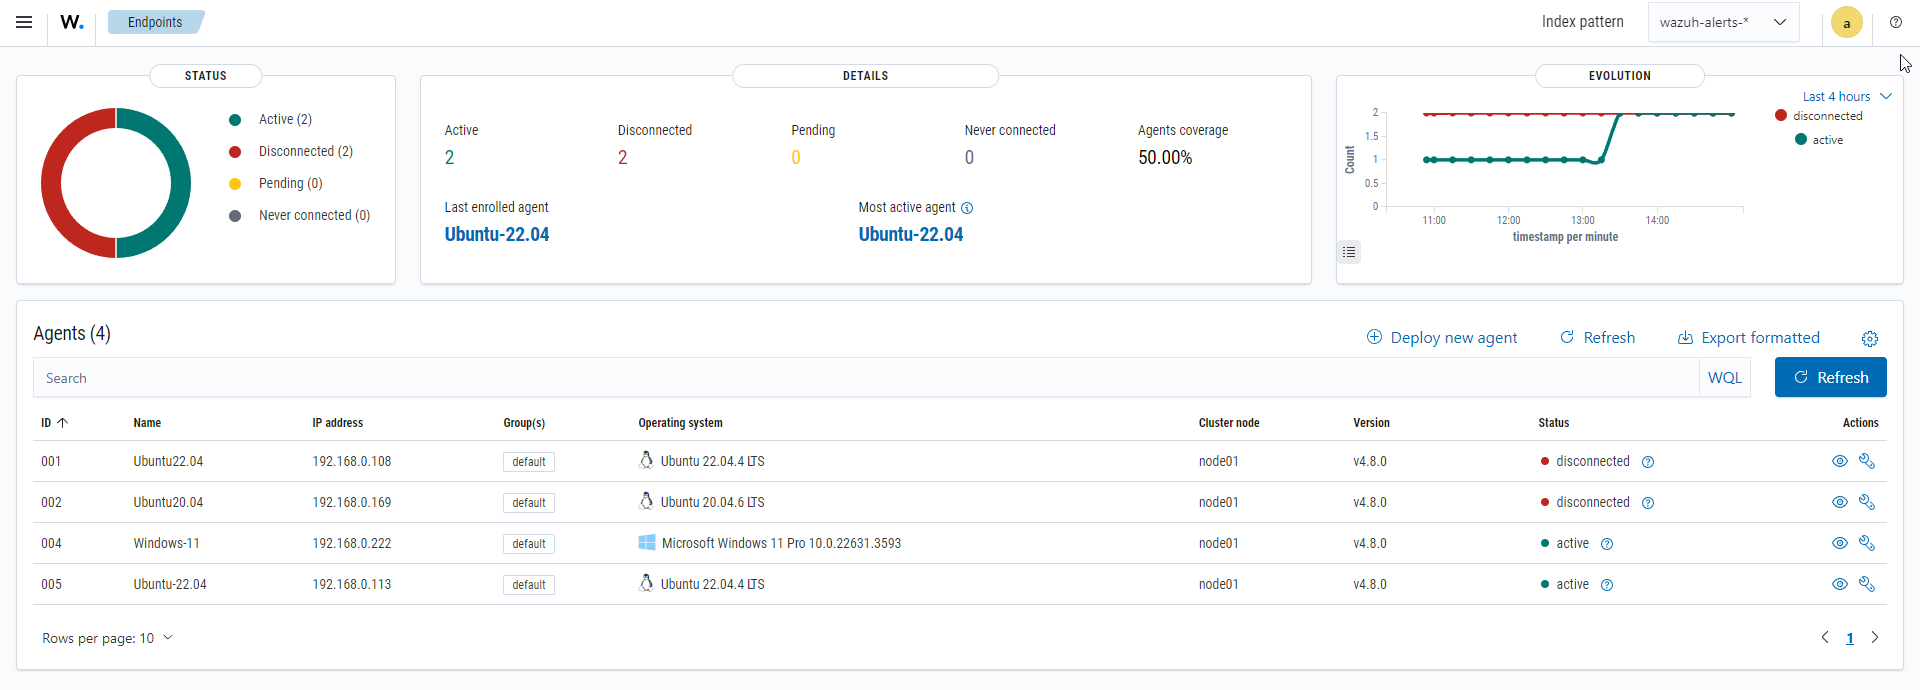 W. Endpoints Index pattern wazuh-alerts-* a
STATUS
Active (2)
Disconnected (2)
Pending (0)
Never connected (0)
DETAILS
Active Disconnected Pending Never connected Agents coverage
2 2 0 0 50.00%
Last enrolled agent Most active agent
Ubuntu-22.04 Ubuntu-22.04
EVOLUTION
Last 4 hours
disconnected
active
2
1.5
1
0.5
0
Count
11:00 12:00 13:00 14:00
timestamp per minute
Agents (4)
Deploy new agent Refresh Export formatted
Search WQL Refresh
ID Name IP address Group(s) Operating system Cluster node Version Status Actions
001 Ubuntu22.04 192.168.0.108 default Ubuntu 22.04.4 LTS node01 v4.8.0 disconnected
002 Ubuntu20.04 192.168.0.169 default Ubuntu 20.04.6 LTS node01 v4.8.0 disconnected
004 Windows-11 192.168.0.222 default Microsoft Windows 11 Pro 10.0.22631.3593 node01 v4.8.0 active
005 Ubuntu-22.04 192.168.0.113 default Ubuntu 22.04.4 LTS node01 v4.8.0 active
Rows per page: 10 1